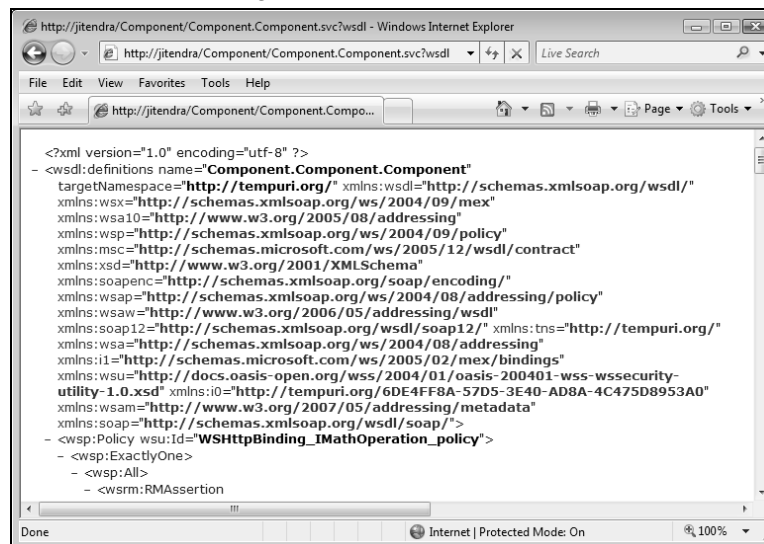 http://jitendra/Component/Component.Component.svc?wsdl - Windows Internet Explorer
http://jitendra/Component/Component.Component.svc?wsdl
Live Search
File Edit View Favorites Tools Help
http://jitendra/Component/Component.Compo...
Page
Tools
<?xml version="1.0" encoding="utf-8" ?>
- <wsdl:definitions name="Component.Component.Component"
targetNamespace="http://tempuri.org/" xmlns:wsdl="http://schemas.xmlsoap.org/wsdl/"
xmlns:wsx="http://schemas.xmlsoap.org/ws/2004/09/mex"
xmlns:wsa10="http://www.w3.org/2005/08/addressing"
xmlns:wsp="http://schemas.xmlsoap.org/ws/2004/09/policy"
xmlns:msc="http://schemas.microsoft.com/ws/2005/12/wsdl/contract"
xmlns:xsd="http://www.w3.org/2001/XMLSchema"
xmlns:soapenc="http://schemas.xmlsoap.org/soap/encoding/"
xmlns:wsap="http://schemas.xmlsoap.org/ws/2004/08/addressing/policy"
xmlns:wsaw="http://www.w3.org/2006/05/addressing/wsdl"
xmlns:soap12="http://schemas.xmlsoap.org/wsdl/soap12/" xmlns:tns="http://tempuri.org/"
xmlns:wsa="http://schemas.xmlsoap.org/ws/2004/08/addressing"
xmlns:i1="http://schemas.microsoft.com/ws/2005/02/mex/bindings"
xmlns:wsu="http://docs.oasis-open.org/wss/2004/01/oasis-200401-wss-wssecurity-
utility-1.0.xsd" xmlns:i0="http://tempuri.org/6DE4FF8A-57D5-3E40-AD8A-4C475D8953A0"
xmlns:wsam="http://www.w3.org/2007/05/addressing/metadata"
xmlns:soap="http://schemas.xmlsoap.org/wsdl/soap/">
- <wsp:Policy wsu:Id="WSHttpBinding_IMathOperation_policy">
- <wsp:ExactlyOne>
- <wsp:All>
- <wsrm:RMAssertion
Done
Internet | Protected Mode: On
100%